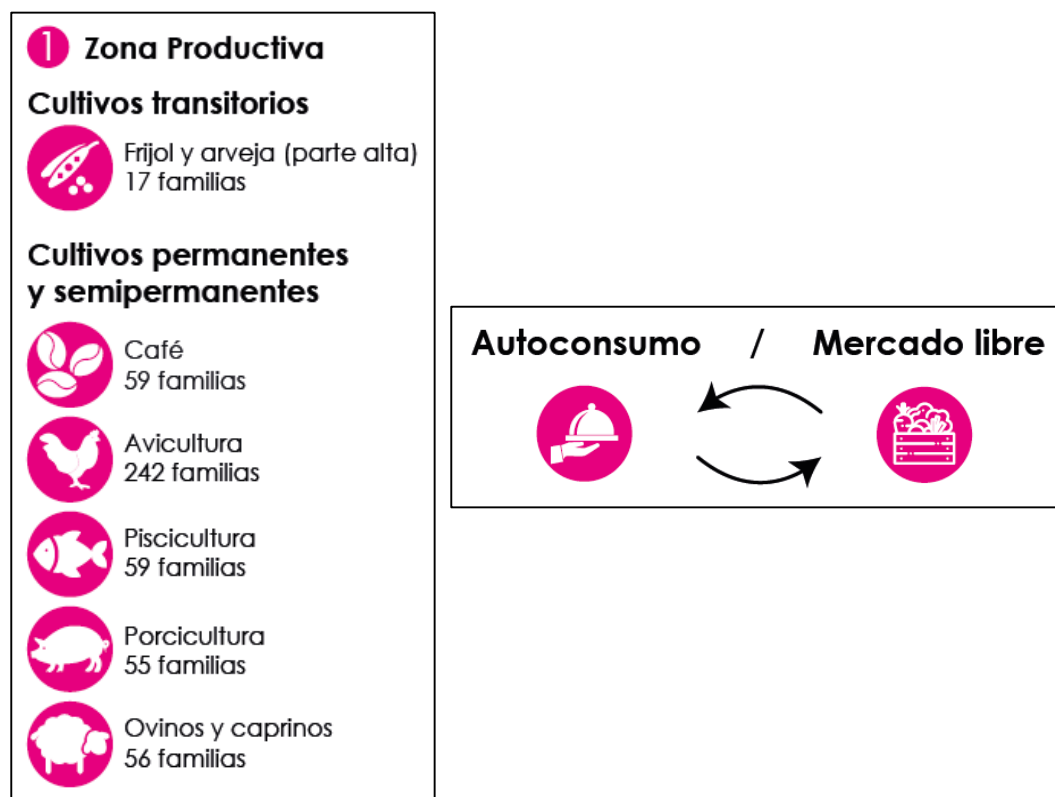 1 Zona Productiva
Cultivos transitorios
Frijol y arveja (parte alta)
17 familias
Cultivos permanentes
y semipermanentes
Café
59 familias
Avicultura
242 familias
Piscicultura
59 familias
Porcicultura
55 familias
Ovinos y caprinos
56 familias
Autoconsumo / Mercado libre